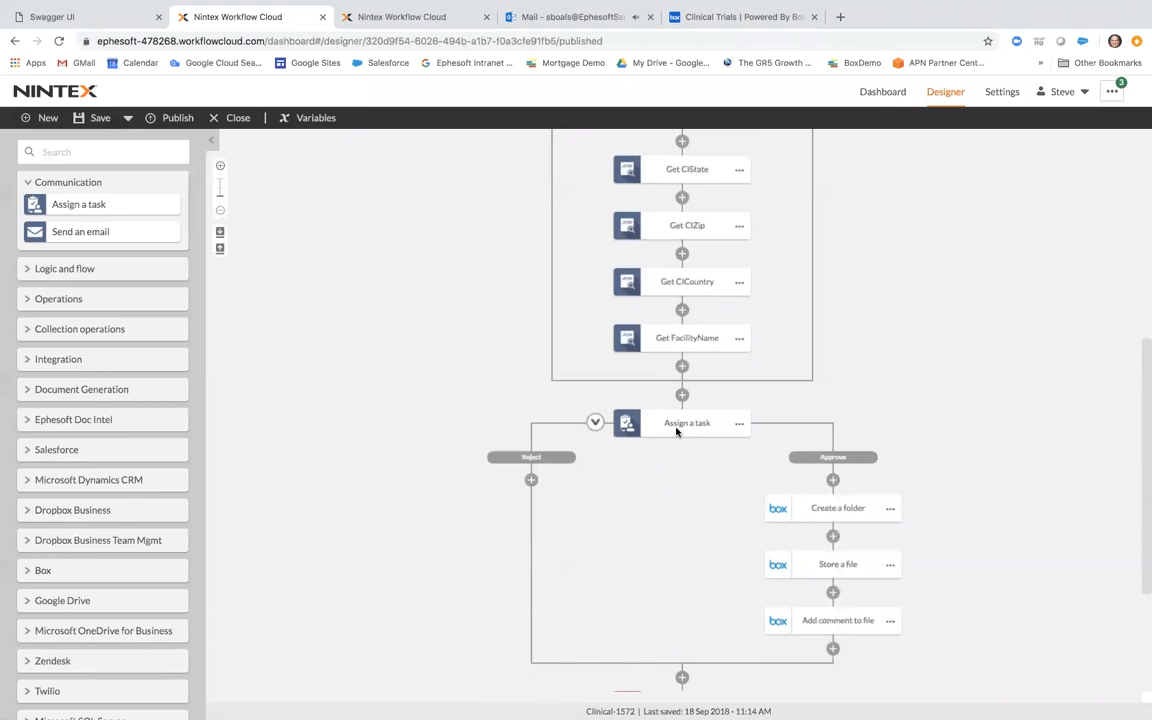 Swagger UI
Nintex Workflow Cloud
Nintex Workflow Cloud
Mail - sboals@EphesoftSa
Clinical Trials | Powered By Bo
ephesoft-478268.workflowcloud.com/dashboard#/designer/320d9f54-6026-494b-a1b7-f0a3cfe91fb5/published
Apps
GMail
Calendar
Google Cloud Sea...
Google Sites
Salesforce
Ephesoft Intranet ...
Mortgage Demo
My Drive - Google...
The GR5 Growth ...
BoxDemo
APN Partner Cent...
»
Other Bookmarks
NINTEX
Dashboard
Designer
Settings
Steve
3
New
Save
Publish
Close
Variables
Search
Communication
Assign a task
Send an email
Logic and flow
Operations
Collection operations
Integration
Document Generation
Ephesoft Doc Intel
Salesforce
Microsoft Dynamics CRM
Dropbox Business
Dropbox Business Team Mgmt
Box
Google Drive
Microsoft OneDrive for Business
Zendesk
Twilio
Get CIState
Get CIZip
Get CICountry
Get FacilityName
Assign a task
Reject
Approve
box Create a folder
box Store a file
box Add comment to file
Clinical-1572 | Last saved: 18 Sep 2018 - 11:14 AM